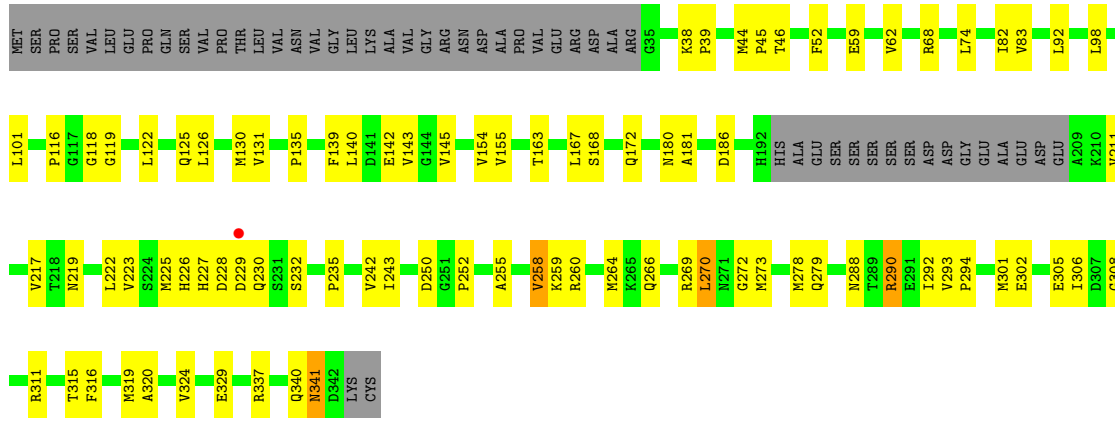 MET SER PRO SER VAL LEU GLU PRO GLN SER VAL PRO THR LEU VAL ASN VAL GLY LEU LYS ALA VAL GLY ARG ASN ASP ALA PRO VAL GLU ARG ASP ALA ARG G35 K38 P39 M44 P45 T46 F52 E59 V62 R68 L74 I82 V83 L92 L98
L101 P116 G117 G118 G119 L122 Q125 L126 M130 V131 P135 F139 L140 D141 E142 V143 G144 V145 V154 V155 T163 L167 S168 Q172 N180 A181 D186 H192 HIS ALA GLU SER SER SER SER SER ASP ASP GLY GLU ALA GLU ASP GLU A209 K210 V211
V217 T218 N219 L222 V223 S224 M225 H226 H227 D228 D229 Q230 S231 S232 P235 V242 I243 D250 G251 P252 A255 V258 K259 R260 M264 K265 Q266 R269 L270 N271 G272 M273 M278 Q279 N288 T289 R290 E291 I292 V293 P294 M301 E302 E305 I306 D307 G308
R311 T315 F316 M319 A320 V324 E329 R337 Q340 N341 D342 LYS CYS